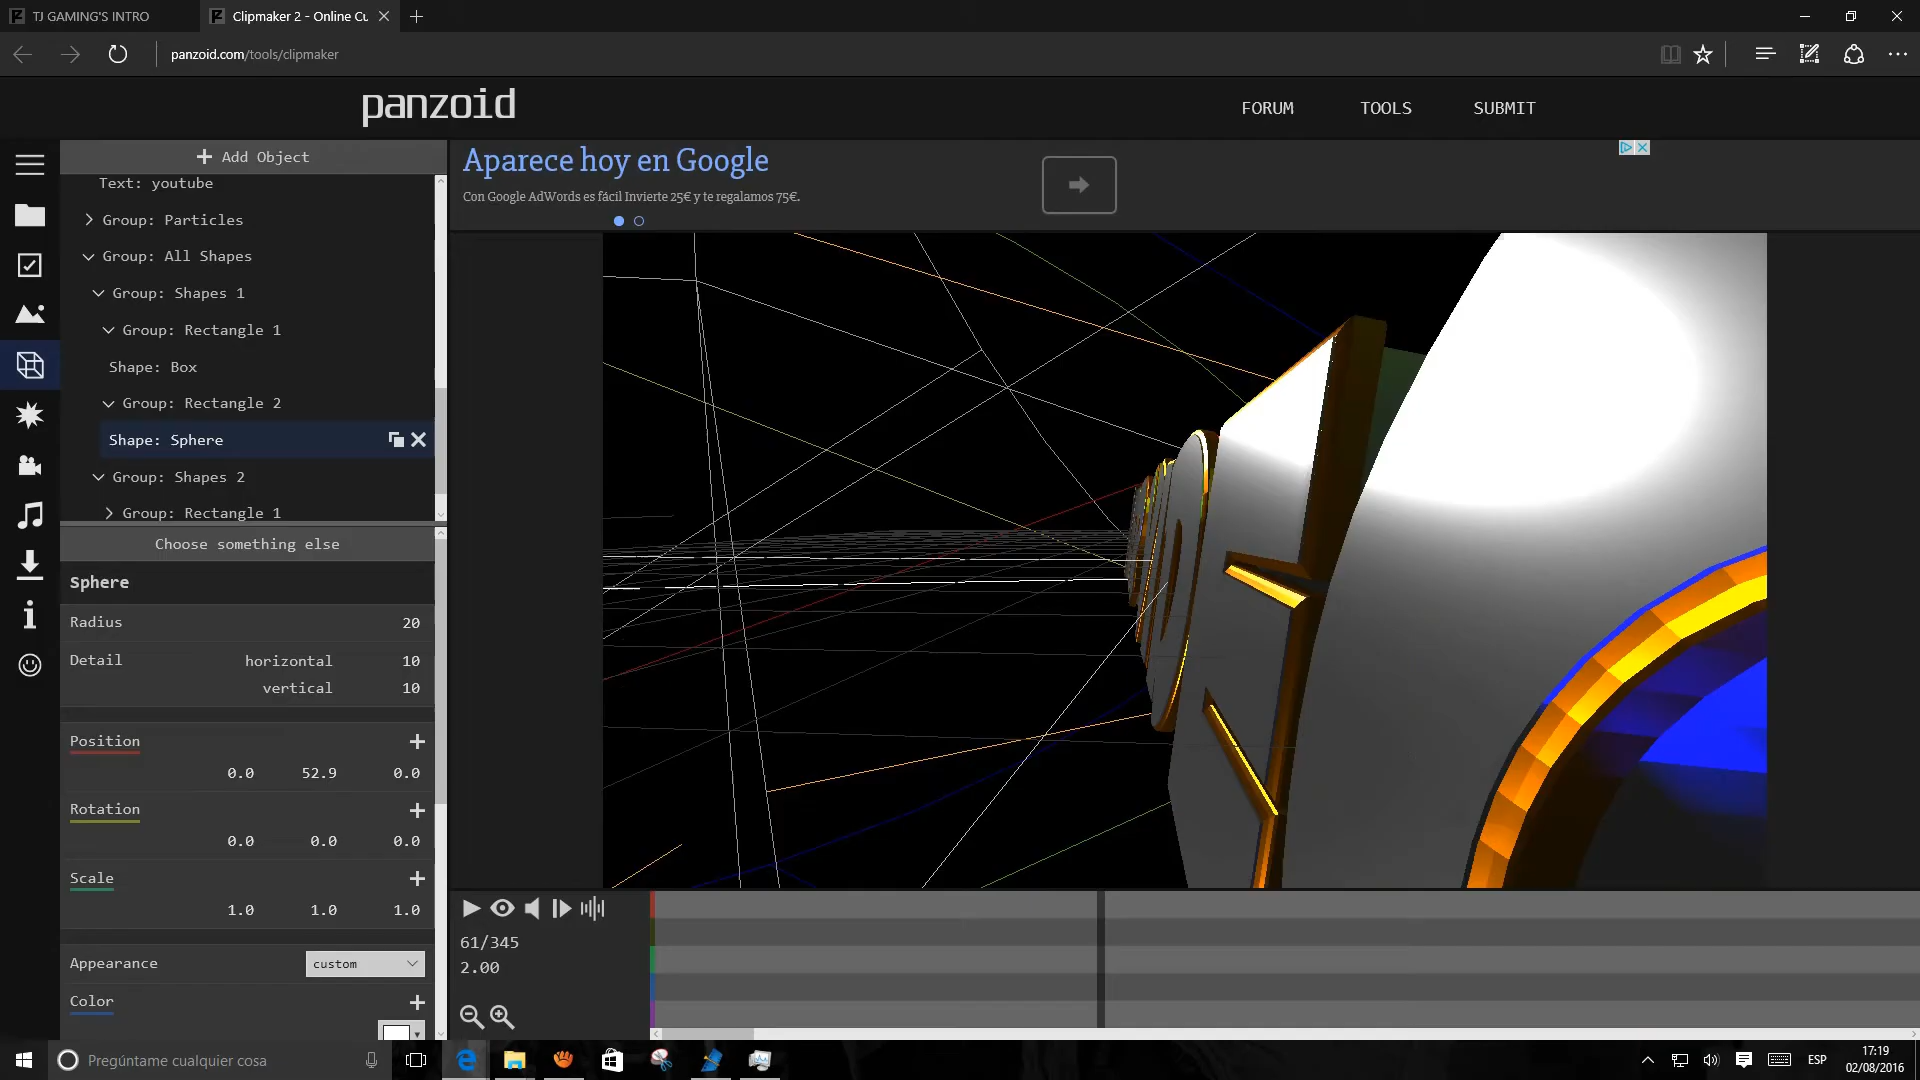 TJ GAMING'S INTRO
Clipmaker 2 - Online Cu
panzoid.com/tools/clipmaker
panzoid
FORUM
TOOLS
SUBMIT
Add Object
Text: youtube
Group: Particles
Group: All Shapes
Group: Shapes 1
Group: Rectangle 1
Shape: Box
Group: Rectangle 2
Shape: Sphere
Group: Shapes 2
Group: Rectangle 1
Choose something else
Sphere
Radius 20
Detail horizontal 10
vertical 10
Position
0.0 52.9 0.0
Rotation
0.0 0.0 0.0
Scale
1.0 1.0 1.0
Appearance custom
Color
Aparece hoy en Google
Con Google AdWords es fácil Invierte 25€ y te regalamos 75€.
61/345
2.00
Pregúntame cualquier cosa
ESP
17:19
02/08/2016